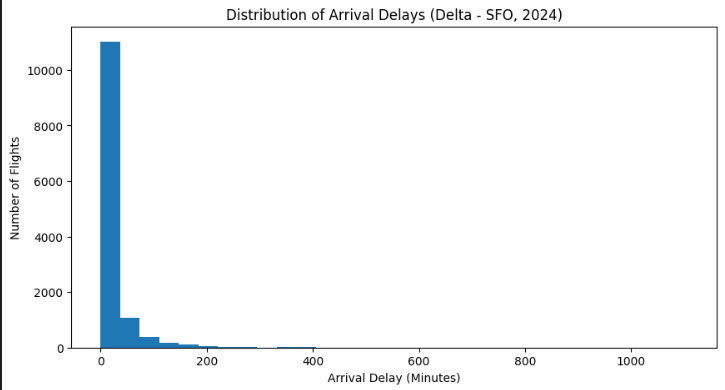 Distribution of Arrival Delays (Delta - SFO, 2024)
Number of Flights
10000
8000
6000
4000
2000
0
0 200 400 600 800 1000
Arrival Delay (Minutes)